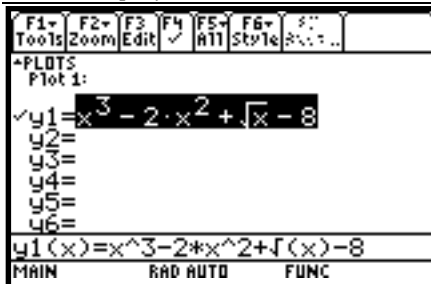 F1 F2 F3 F4 F5 F6
Tools Zoom Edit ✓ All Style
PLOTS
Plot 1:
✓y1=x³ - 2·x² + √x - 8
y2=
y3=
y4=
y5=
y6=
y1(x)=x^3-2*x^2+√(x)-8
MAIN RAD AUTO FUNC